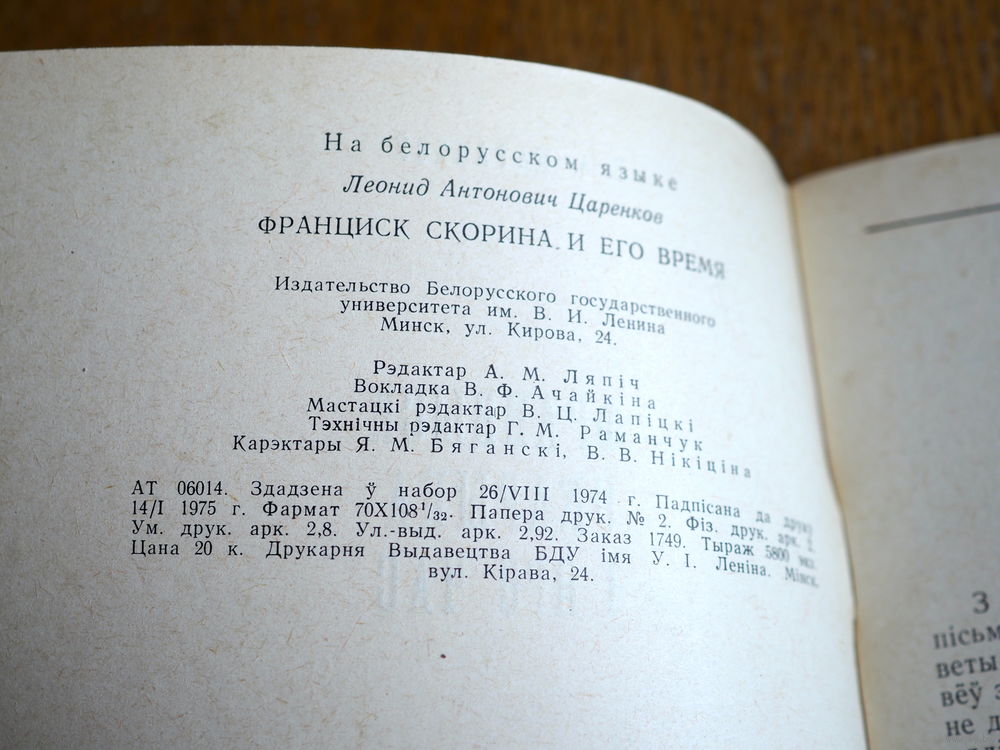 На белорусском языке
Леонид Антонович Царенков
ФРАНЦИСК СКОРИНА И ЕГО ВРЕМЯ
Издательство Белорусского государственного
университета им. В. И. Ленина
Минск, ул. Кирова, 24.
Рэдактар А. М. Ляпіч
Вокладка В. Ф. Ачайкіна
Мастацкі рэдактар В. Ц. Лапіцкі
Тэхнічны рэдактар Г. М. Раманчук
Карэктары Я. М. Бяганскі, В. В. Нікіціна
АТ 06014. Здадзена ў набор 26/VIII 1974 г. Падпісана да друку
14/I 1975 г. Фармат 70X108¹/₃₂. Папера друк. № 2. Фіз. друк. арк.
Ум. друк. арк. 2,8. Ул.-выд. арк. 2,92. Заказ 1749. Тыраж 5800 экз.
Цана 20 к. Друкарня Выдавецтва БДУ імя У. І. Леніна. Мінск.
вул. Кірава, 24.
З
пісьм
веты
вёў з
не д